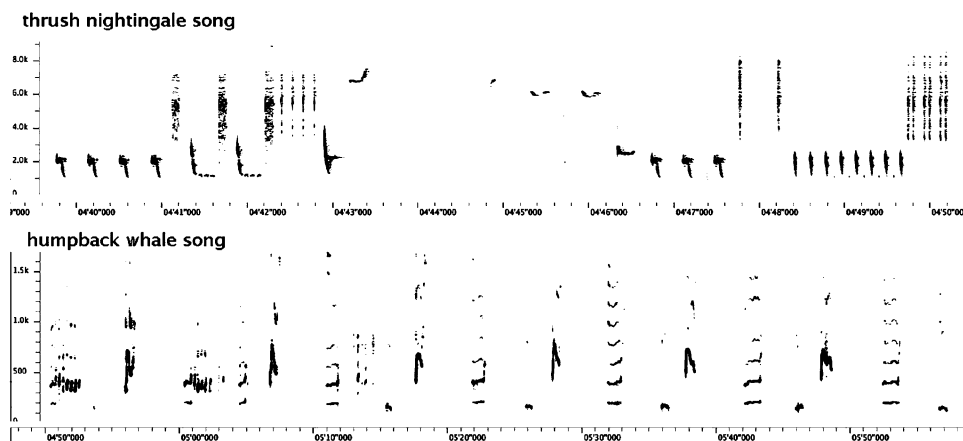 thrush nightingale song
8.0k
6.0k
4.0k
2.0k
0
7"000 04'40"000 04'41"000 04'42"000 04'43"000 04'44"000 04'45"000 04'46"000 04'47"000 04'48"000 04'49"000 04'50"000
humpback whale song
1.5k
1.0k
500
0
04'50"000 05'00"000 05'10"000 05'20"000 05'30"000 05'40"000 05'50"000